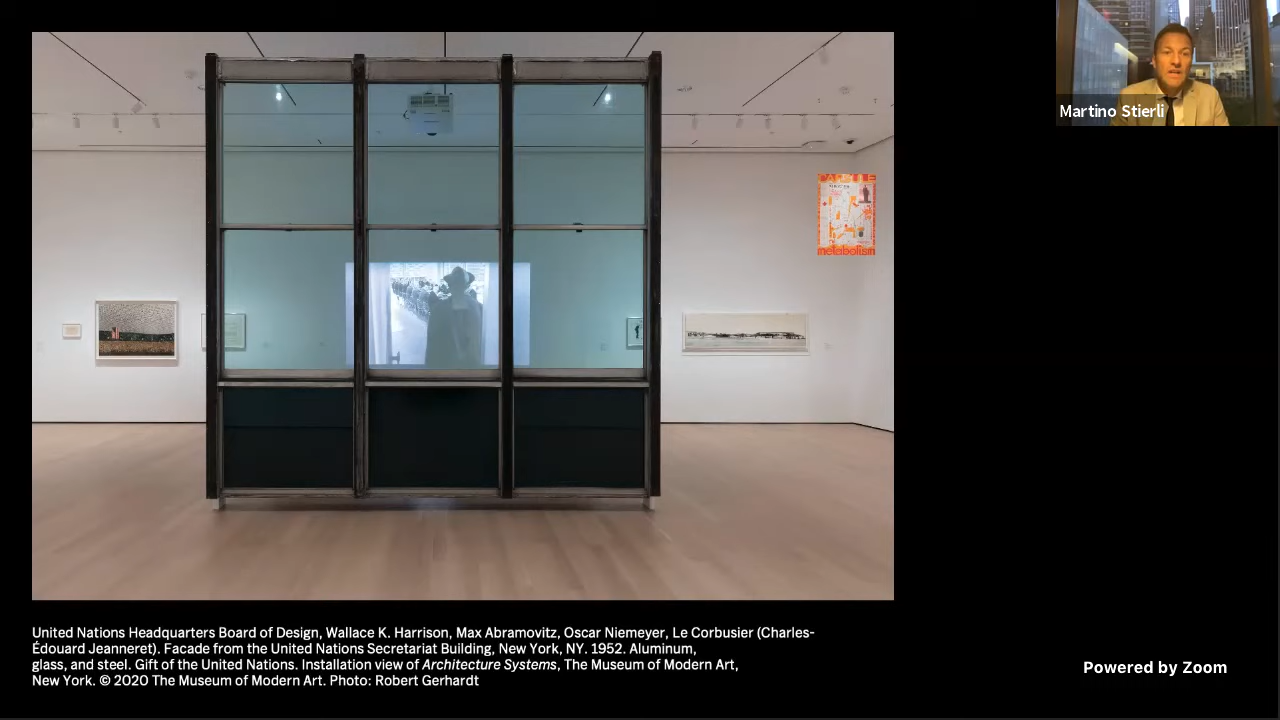 CAPSULE
metabolism
Martino Stierli
United Nations Headquarters Board of Design, Wallace K. Harrison, Max Abramovitz, Oscar Niemeyer, Le Corbusier (Charles-
Édouard Jeanneret). Facade from the United Nations Secretariat Building, New York, NY. 1952. Aluminum,
glass, and steel. Gift of the United Nations. Installation view of Architecture Systems, The Museum of Modern Art,
New York. © 2020 The Museum of Modern Art. Photo: Robert Gerhardt
Powered by Zoom